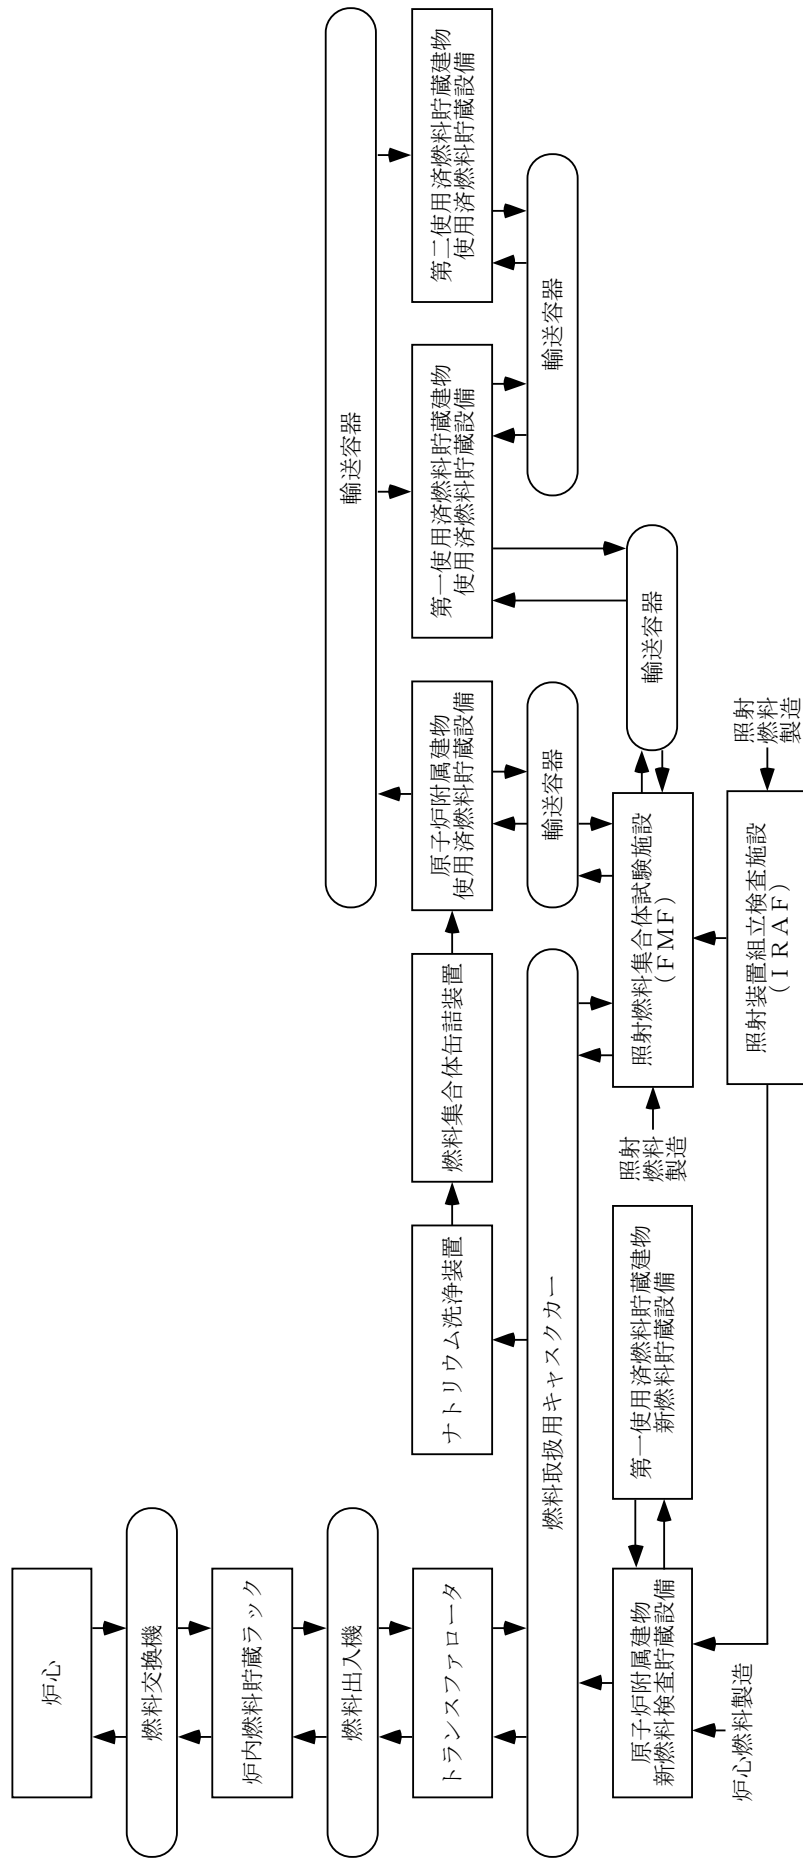 炉心
燃料交換機
炉内燃料貯蔵ラック
燃料出入機
トランスファロータ
燃料取扱用キャスクカー
原子炉附属建物
新燃料検査貯蔵設備
炉心燃料製造
第一使用済燃料貯蔵建物
新燃料貯蔵設備
ナトリウム洗浄装置
燃料集合体缶詰装置
原子炉附属建物
使用済燃料貯蔵設備
輸送容器
第一使用済燃料貯蔵建物
使用済燃料貯蔵設備
第二使用済燃料貯蔵建物
使用済燃料貯蔵設備
輸送容器
輸送容器
輸送容器
照射
燃料
製造
照射燃料集合体試験施設
（ＦＭＦ）
照射装置組立検査施設
（ＩＲＡＦ）
照射
燃料
製造